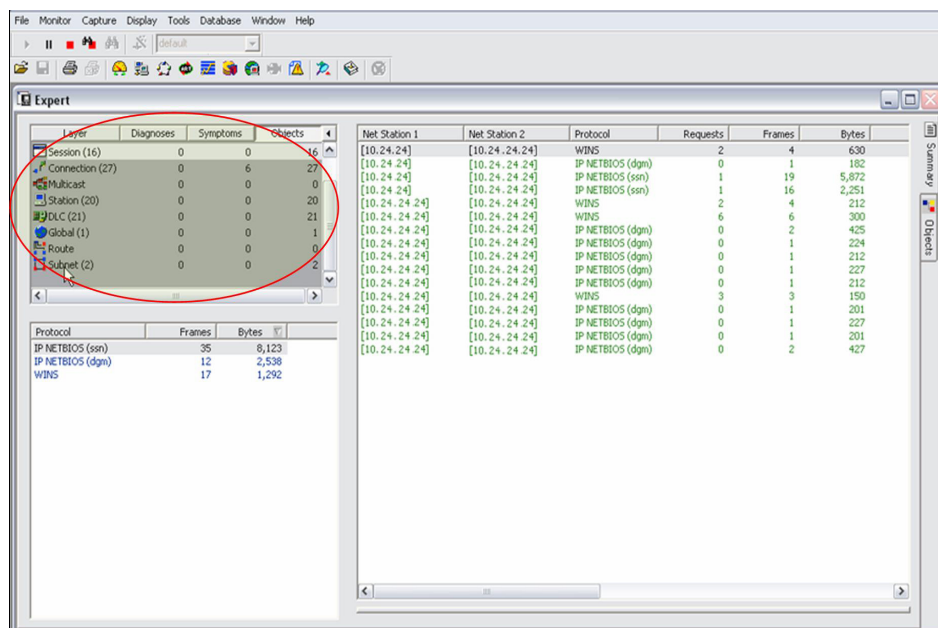 File Monitor Capture Display Tools Database Window Help
default
Expert
Layer Diagnoses Symptoms Objects
Session (16) 0 0 16
Connection (27) 0 6 27
Multicast 0 0 0
Station (20) 0 0 20
DLC (21) 0 0 21
Global (1) 0 0 1
Route 0 0 0
Subnet (2) 0 0 2
Protocol Frames Bytes
IP NETBIOS (ssn) 35 8,123
IP NETBIOS (dgm) 12 2,538
WINS 17 1,292
Net Station 1 Net Station 2 Protocol Requests Frames Bytes
[10.24.24] [10.24.24.24] WINS 2 4 630
[10.24.24] [10.24.24.24] IP NETBIOS (dgm) 0 1 182
[10.24.24] [10.24.24.24] IP NETBIOS (ssn) 1 19 5,872
[10.24.24] [10.24.24.24] IP NETBIOS (ssn) 1 16 2,251
[10.24.24.24] [10.24.24.24] WINS 2 4 212
[10.24.24.24] [10.24.24.24] WINS 6 6 300
[10.24.24.24] [10.24.24.24] IP NETBIOS (dgm) 0 2 425
[10.24.24.24] [10.24.24.24] IP NETBIOS (dgm) 0 1 224
[10.24.24.24] [10.24.24.24] IP NETBIOS (dgm) 0 1 212
[10.24.24.24] [10.24.24.24] IP NETBIOS (dgm) 0 1 227
[10.24.24.24] [10.24.24.24] IP NETBIOS (dgm) 0 1 212
[10.24.24.24] [10.24.24.24] WINS 3 3 150
[10.24.24.24] [10.24.24.24] IP NETBIOS (dgm) 0 1 201
[10.24.24.24] [10.24.24.24] IP NETBIOS (dgm) 0 1 227
[10.24.24.24] [10.24.24.24] IP NETBIOS (dgm) 0 1 201
[10.24.24.24] [10.24.24.24] IP NETBIOS (dgm) 0 2 427
Summary
Objects